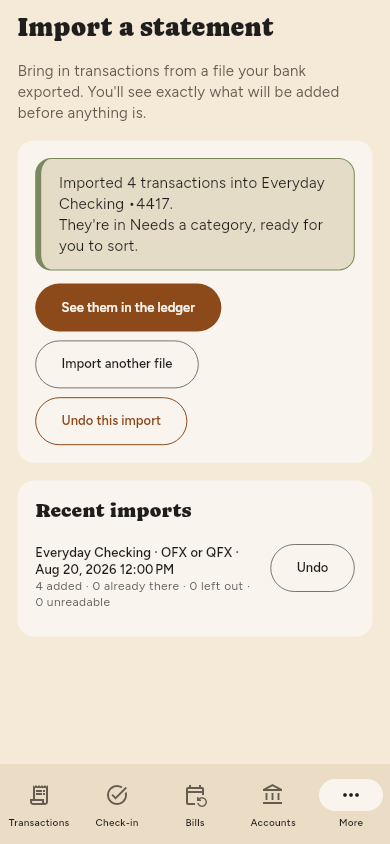 Import a statement
Bring in transactions from a file your bank
exported. You'll see exactly what will be added
before anything is.
Imported 4 transactions into Everyday
Checking •4417.
They're in Needs a category, ready for
you to sort.
See them in the ledger
Import another file
Undo this import
Recent imports
Everyday Checking · OFX or QFX ·
Aug 20, 2026 12:00 PM
4 added · 0 already there · 0 left out ·
0 unreadable
Undo
Transactions
Check-in
Bills
Accounts
More